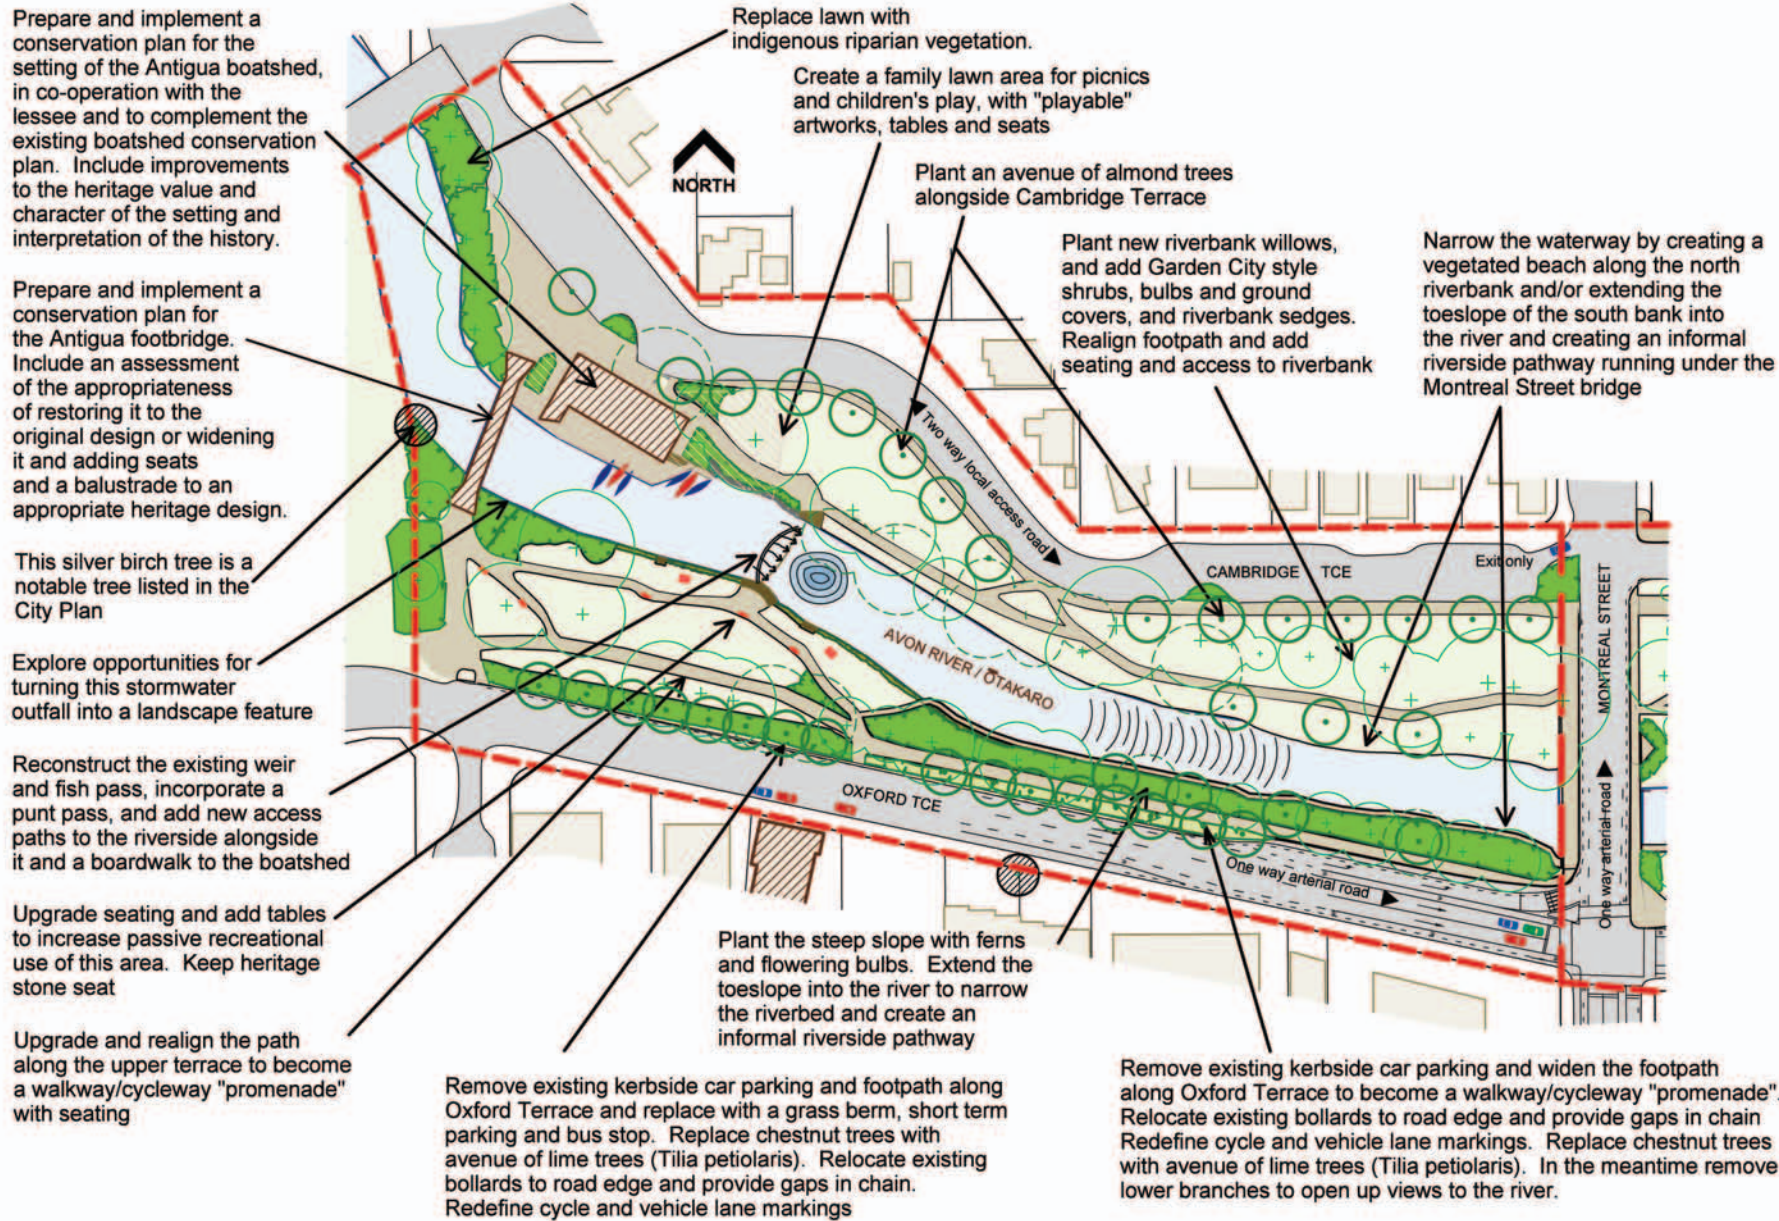 Prepare and implement a
conservation plan for the
setting of the Antigua boatshed,
in co-operation with the
lessee and to complement the
existing boatshed conservation
plan.  Include improvements
to the heritage value and
character of the setting and
interpretation of the history.
Prepare and implement a
conservation plan for
the Antigua footbridge.
Include an assessment
of the appropriateness
of restoring it to the
original design or widening
it and adding seats
and a balustrade to an
appropriate heritage design.
This silver birch tree is a
notable tree listed in the
City Plan
Explore opportunities for
turning this stormwater
outfall into a landscape feature
Reconstruct the existing weir
and fish pass, incorporate a
punt pass, and add new access
paths to the riverside alongside
it and a boardwalk to the boatshed
Upgrade seating and add tables
to increase passive recreational
use of this area.  Keep heritage
stone seat
Upgrade and realign the path
along the upper terrace to become
a walkway/cycleway "promenade"
with seating
Replace lawn with
indigenous riparian vegetation.
Create a family lawn area for picnics
and children's play, with "playable"
artworks, tables and seats
NORTH
Plant an avenue of almond trees
alongside Cambridge Terrace
Plant new riverbank willows,
and add Garden City style
shrubs, bulbs and ground
covers, and riverbank sedges.
Realign footpath and add
seating and access to riverbank
Narrow the waterway by creating a
vegetated beach along the north
riverbank and/or extending the
toeslope of the south bank into
the river and creating an informal
riverside pathway running under the
Montreal Street bridge
Two way local access road
CAMBRIDGE TCE
Exit only
MONTREAL STREET
One way arterial road
AVON RIVER / ŌTAKARO
OXFORD TCE
One way arterial road
Plant the steep slope with ferns
and flowering bulbs.  Extend the
toeslope into the river to narrow
the riverbed and create an
informal riverside pathway
Remove existing kerbside car parking and footpath along
Oxford Terrace and replace with a grass berm, short term
parking and bus stop.  Replace chestnut trees with
avenue of lime trees (Tilia petiolaris).  Relocate existing
bollards to road edge and provide gaps in chain.
Redefine cycle and vehicle lane markings
Remove existing kerbside car parking and widen the footpath
along Oxford Terrace to become a walkway/cycleway "promenade".
Relocate existing bollards to road edge and provide gaps in chain
Redefine cycle and vehicle lane markings.  Replace chestnut trees
with avenue of lime trees (Tilia petiolaris).  In the meantime remove
lower branches to open up views to the river.